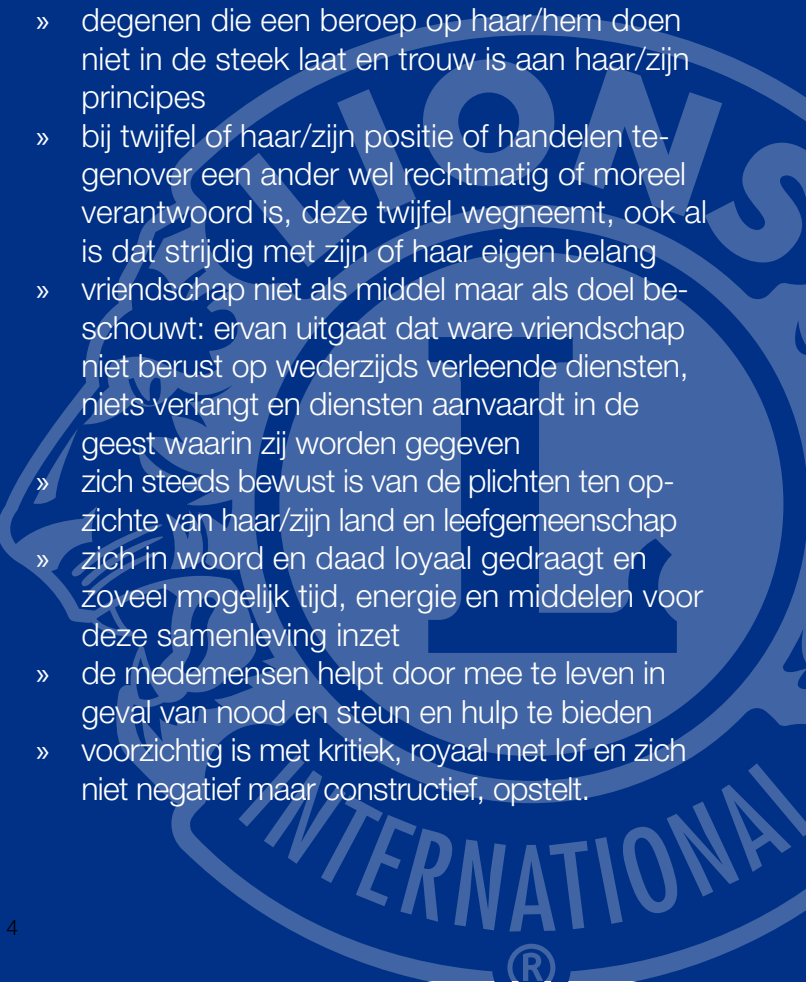 » degenen die een beroep op haar/hem doen
niet in de steek laat en trouw is aan haar/zijn
principes
» bij twijfel of haar/zijn positie of handelen te-
genover een ander wel rechtmatig of moreel
verantwoord is, deze twijfel wegneemt, ook al
is dat strijdig met zijn of haar eigen belang
» vriendschap niet als middel maar als doel be-
schouwt: ervan uitgaat dat ware vriendschap
niet berust op wederzijds verleende diensten,
niets verlangt en diensten aanvaardt in de
geest waarin zij worden gegeven
» zich steeds bewust is van de plichten ten op-
zichte van haar/zijn land en leefgemeenschap
» zich in woord en daad loyaal gedraagt en
zoveel mogelijk tijd, energie en middelen voor
deze samenleving inzet
» de medemensen helpt door mee te leven in
geval van nood en steun en hulp te bieden
» voorzichtig is met kritiek, royaal met lof en zich
niet negatief maar constructief, opstelt.
4
LIONS
L
INTERNATIONAL
®